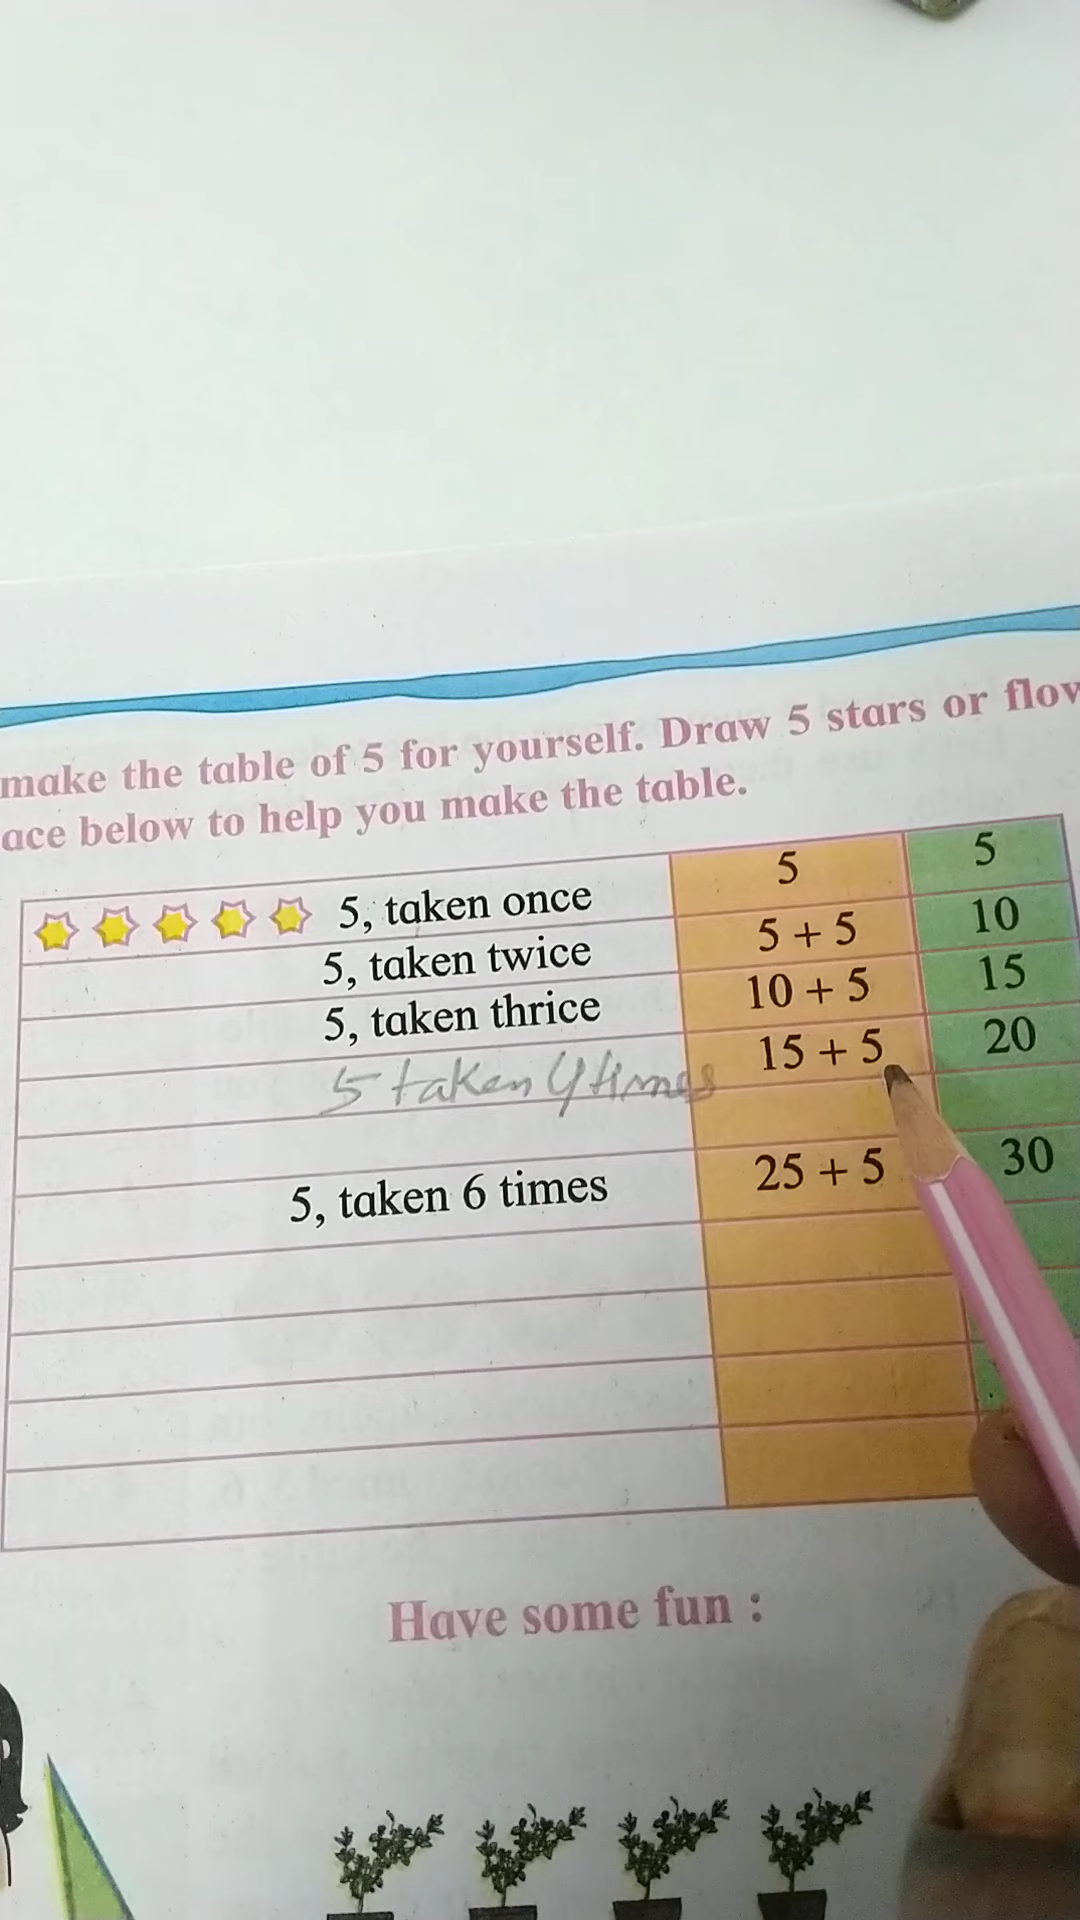 make the table of 5 for yourself. Draw 5 stars or
ace below to help you make the table.
5, taken once 5 5
5, taken twice 5 + 5 10
5, taken thrice 10 + 5 15
5 taken 4 times 15 + 5 20
5, taken 6 times 25 + 5 30
Have some fun :